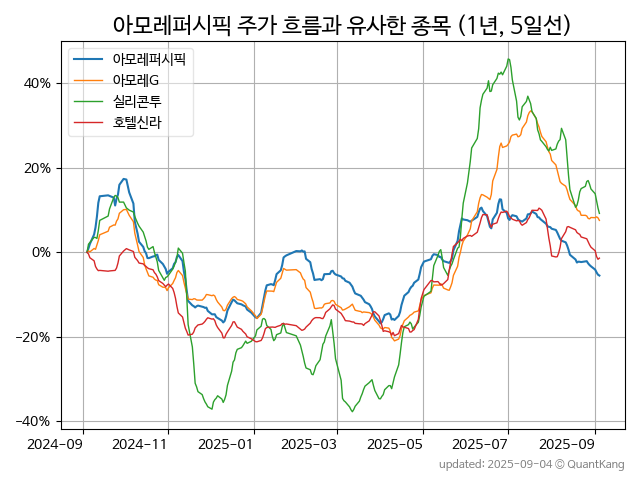 아모레퍼시픽 주가 흐름과 유사한 종목 (1년, 5일선)
아모레퍼시픽
아모레G
실리콘투
호텔신라
40%
20%
0%
−20%
−40%
2024-09 2024-11 2025-01 2025-03 2025-05 2025-07 2025-09
updated: 2025-09-04 © QuantKang